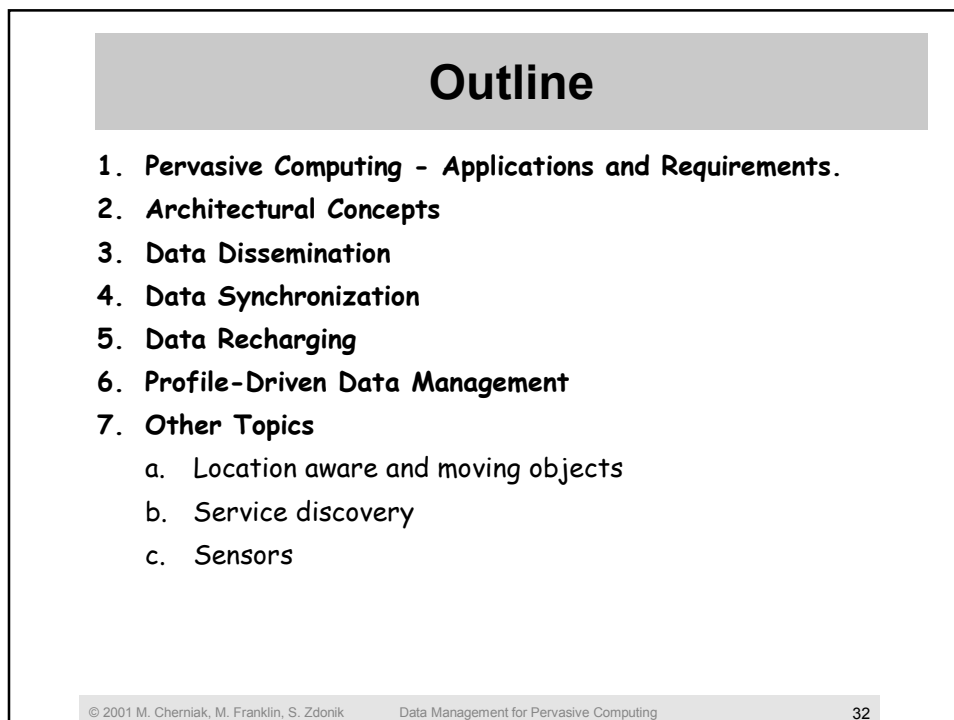 Outline
1. Pervasive Computing - Applications and Requirements.
2. Architectural Concepts
3. Data Dissemination
4. Data Synchronization
5. Data Recharging
6. Profile-Driven Data Management
7. Other Topics
a. Location aware and moving objects
b. Service discovery
c. Sensors
© 2001 M. Cherniak, M. Franklin, S. Zdonik Data Management for Pervasive Computing 32